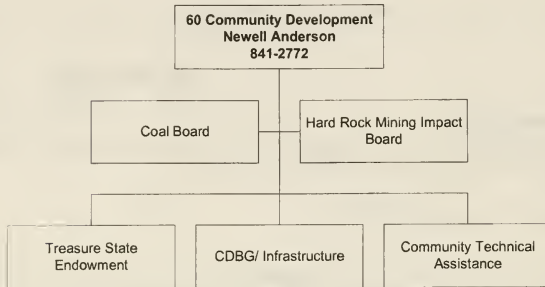 60 Community Development
Newell Anderson
841-2772
Coal Board
Hard Rock Mining Impact
Board
Treasure State
Endowment
CDBG/ Infrastructure
Community Technical
Assistance